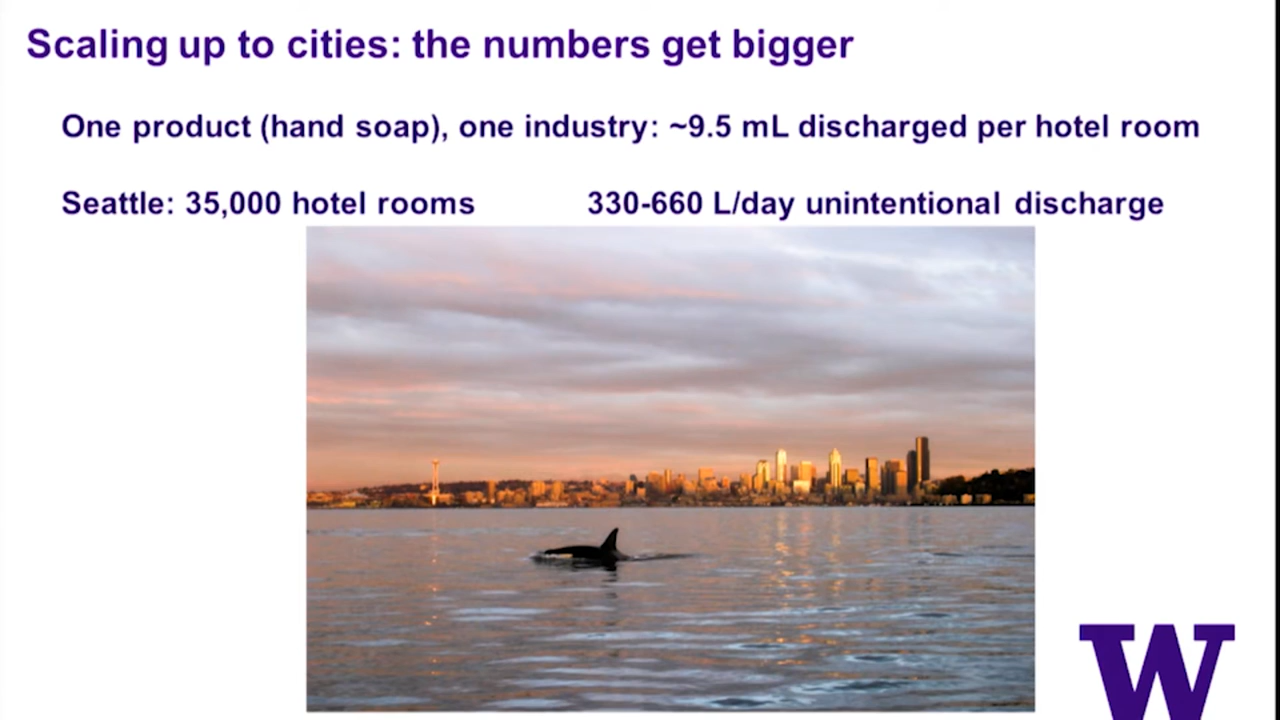 Scaling up to cities: the numbers get bigger
One product (hand soap), one industry: ~9.5 mL discharged per hotel room
Seattle: 35,000 hotel rooms 330-660 L/day unintentional discharge
W